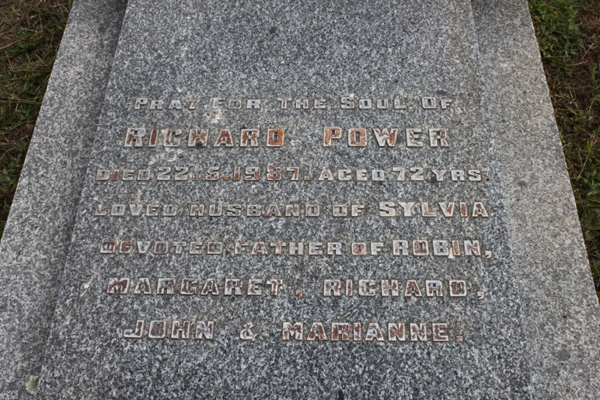 PRAY FOR THE SOUL OF
RICHARD POWER
DIED 22.5.1987. AGED 72 YRS.
LOVED HUSBAND OF SYLVIA
DEVOTED FATHER OF ROBIN,
MARGARET, RICHARD,
JOHN & MARIANNE.